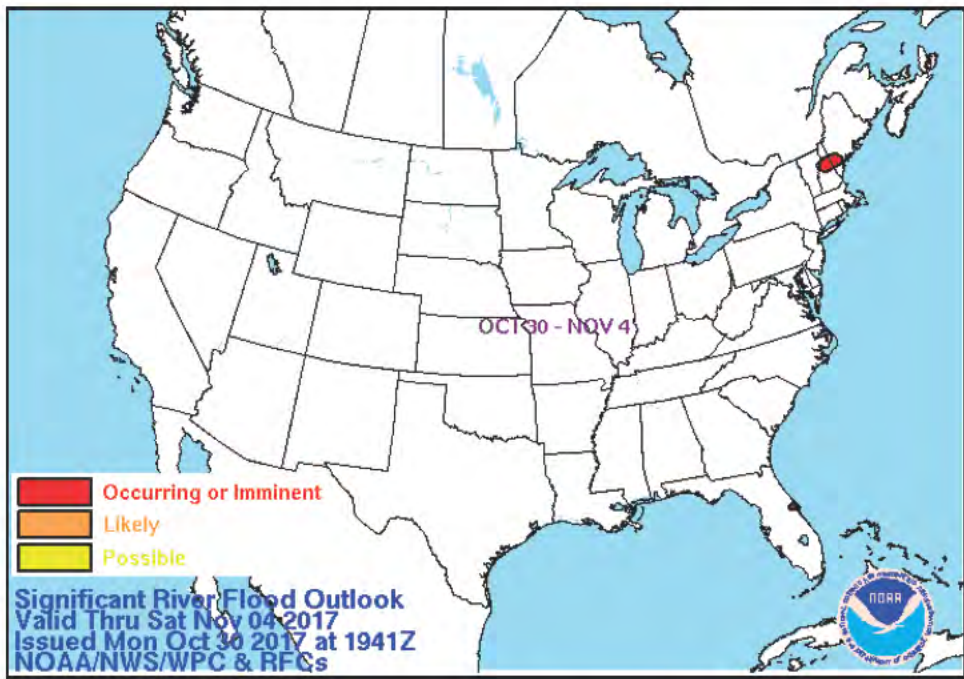 OCT 30 - NOV 4
Occurring or Imminent
Likely
Possible
Significant River Flood Outlook
Valid Thru Sat Nov 04 2017
Issued Mon Oct 30 2017 at 1941Z
NOAA/NWS/WPC & RFCs
NOAA